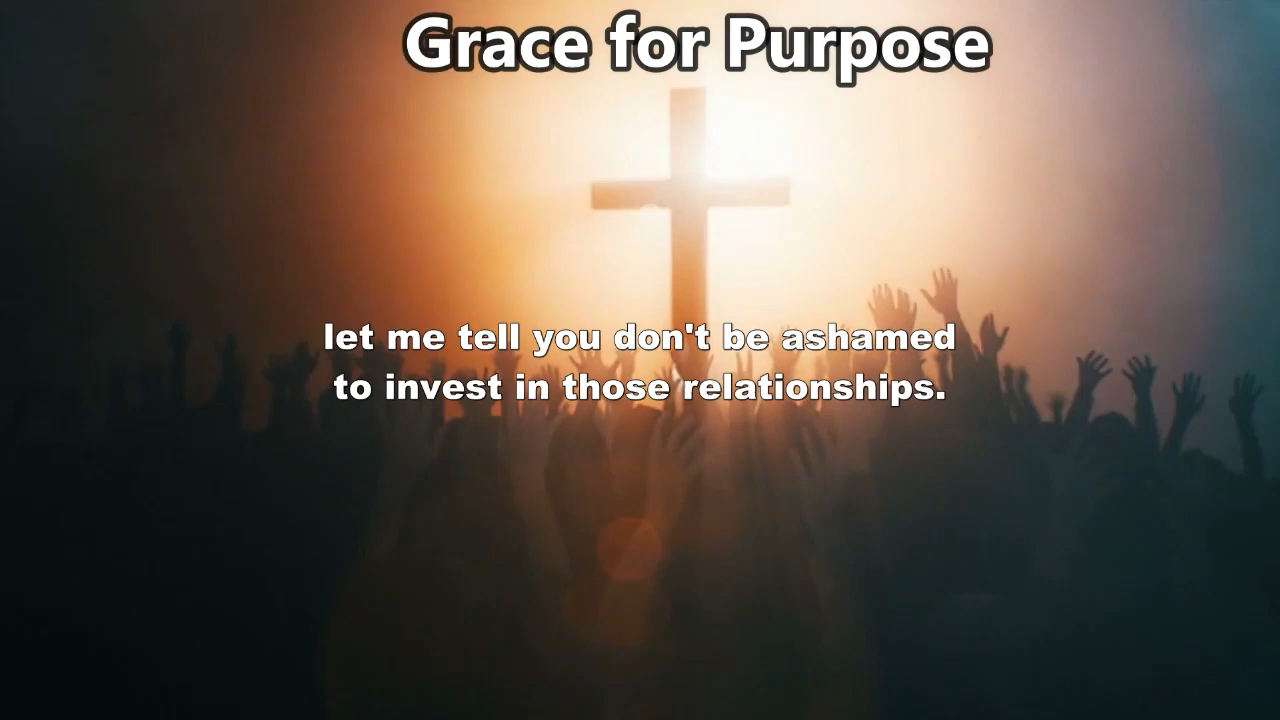 Grace for Purpose
let me tell you don't be ashamed
to invest in those relationships.